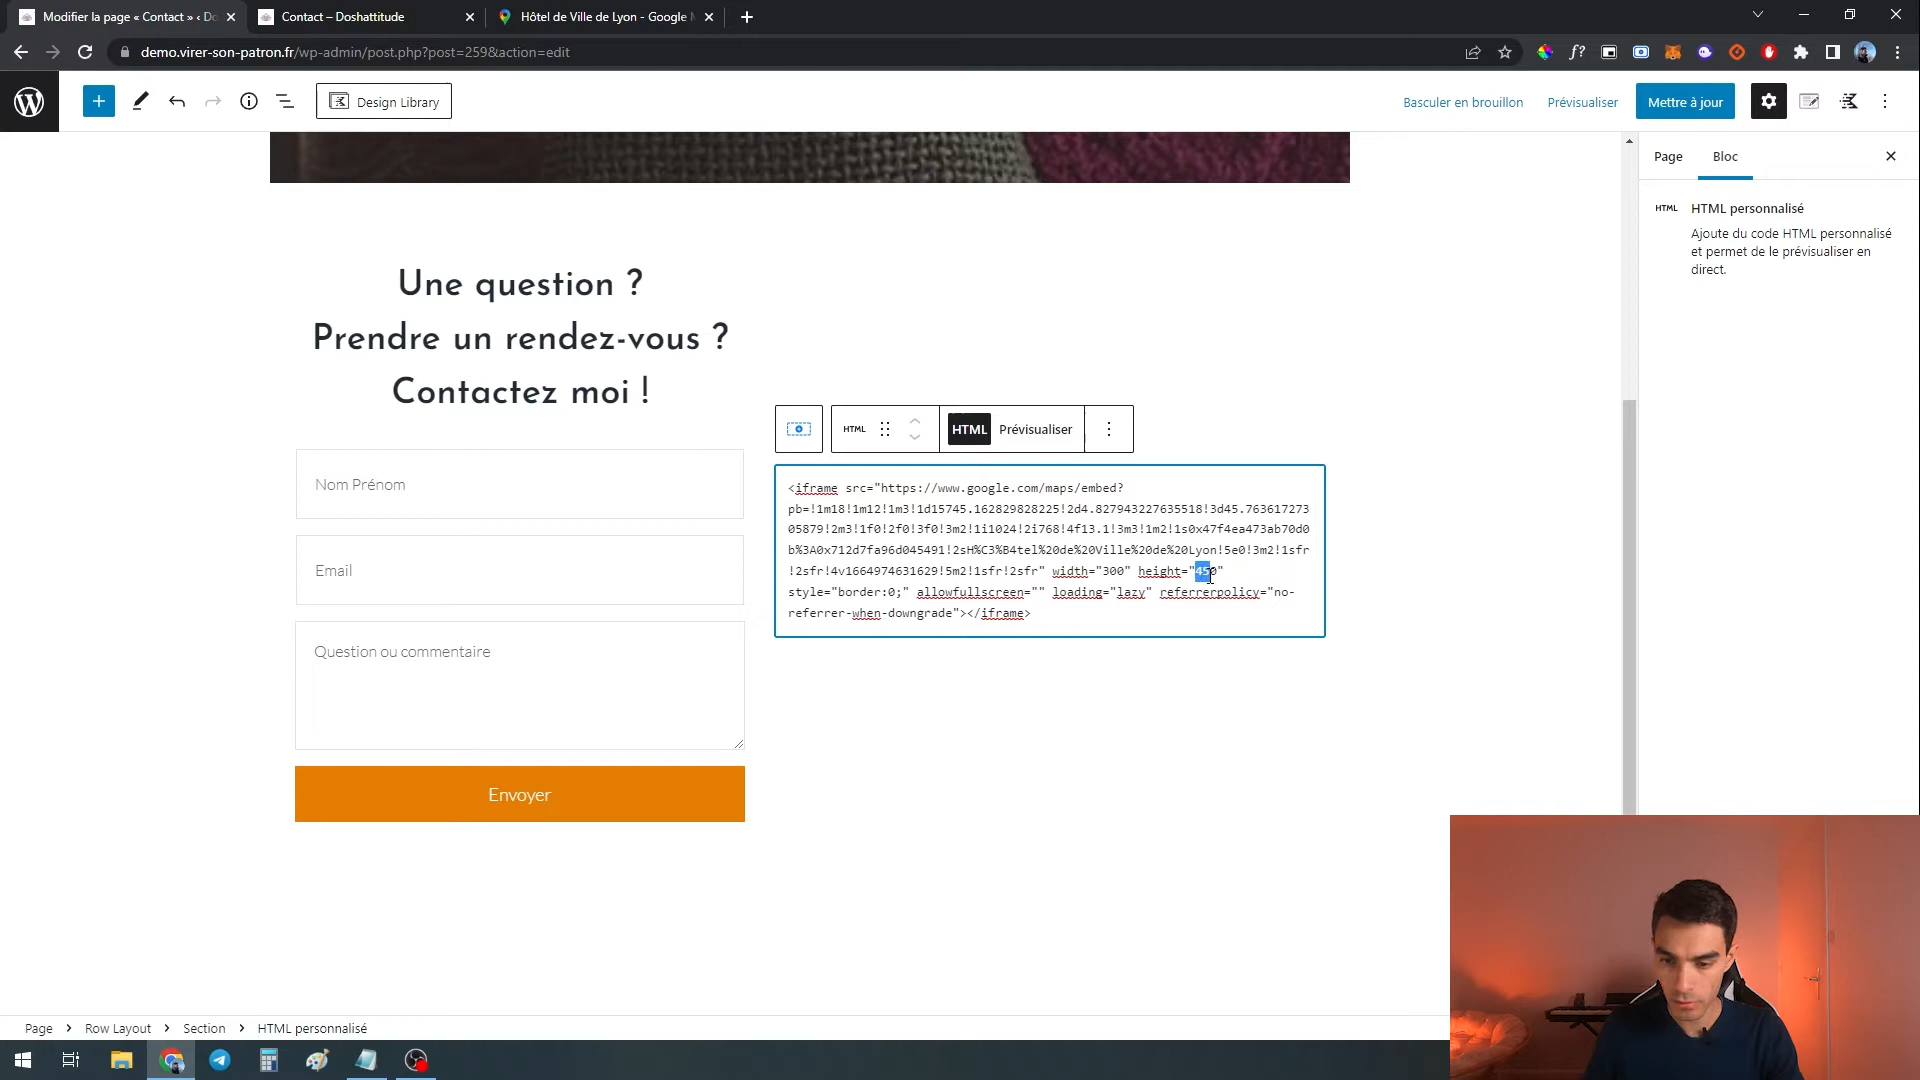 Modifier la page « Contact » ‹ Do
Contact – Doshattitude
Hôtel de Ville de Lyon - Google M
demo.virer-son-patron.fr/wp-admin/post.php?post=259&action=edit
Design Library
Basculer en brouillon
Prévisualiser
Mettre à jour
Page
Bloc
HTML
HTML personnalisé
Ajoute du code HTML personnalisé
et permet de le prévisualiser en
direct.
Une question ?
Prendre un rendez-vous ?
Contactez moi !
HTML
HTML
Prévisualiser
Nom Prénom
Email
Question ou commentaire
Envoyer
<iframe src="https://www.google.com/maps/embed?
pb=!1m18!1m12!1m3!1d15745.162829828225!2d4.827943227635518!3d45.763617273
05879!2m3!1f0!2f0!3f0!3m2!1i1024!2i768!4f13.1!3m3!1m2!1s0x47f4ea473ab70d0
b%3A0x712d7fa96d045491!2sH%C3%B4tel%20de%20Ville%20de%20Lyon!5e0!3m2!1sfr
!2sfr!4v1664974631629!5m2!1sfr!2sfr" width="300" height="450"
style="border:0;" allowfullscreen="" loading="lazy" referrerpolicy="no-
referrer-when-downgrade"></iframe>
Page
Row Layout
Section
HTML personnalisé